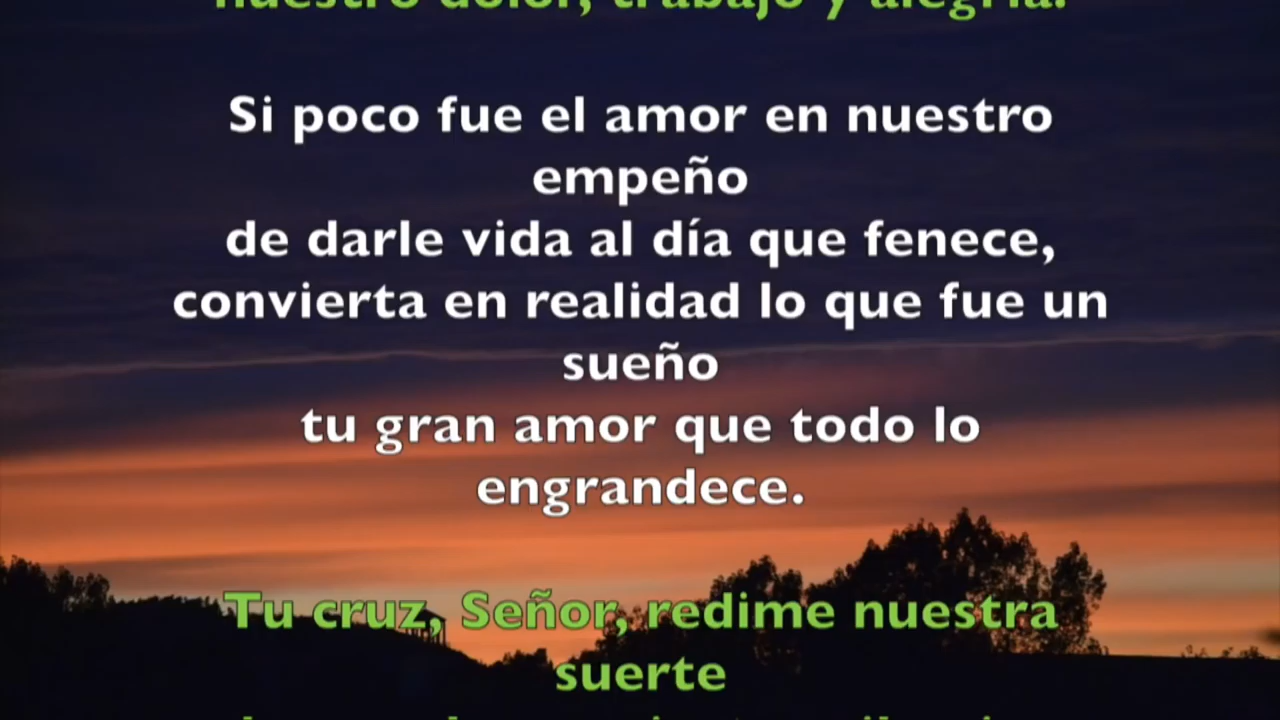 nuestro dolor, trabajo y alegría.
Si poco fue el amor en nuestro
empeño
de darle vida al día que fenece,
convierta en realidad lo que fue un
sueño
tu gran amor que todo lo
engrandece.
Tu cruz, Señor, redime nuestra
suerte